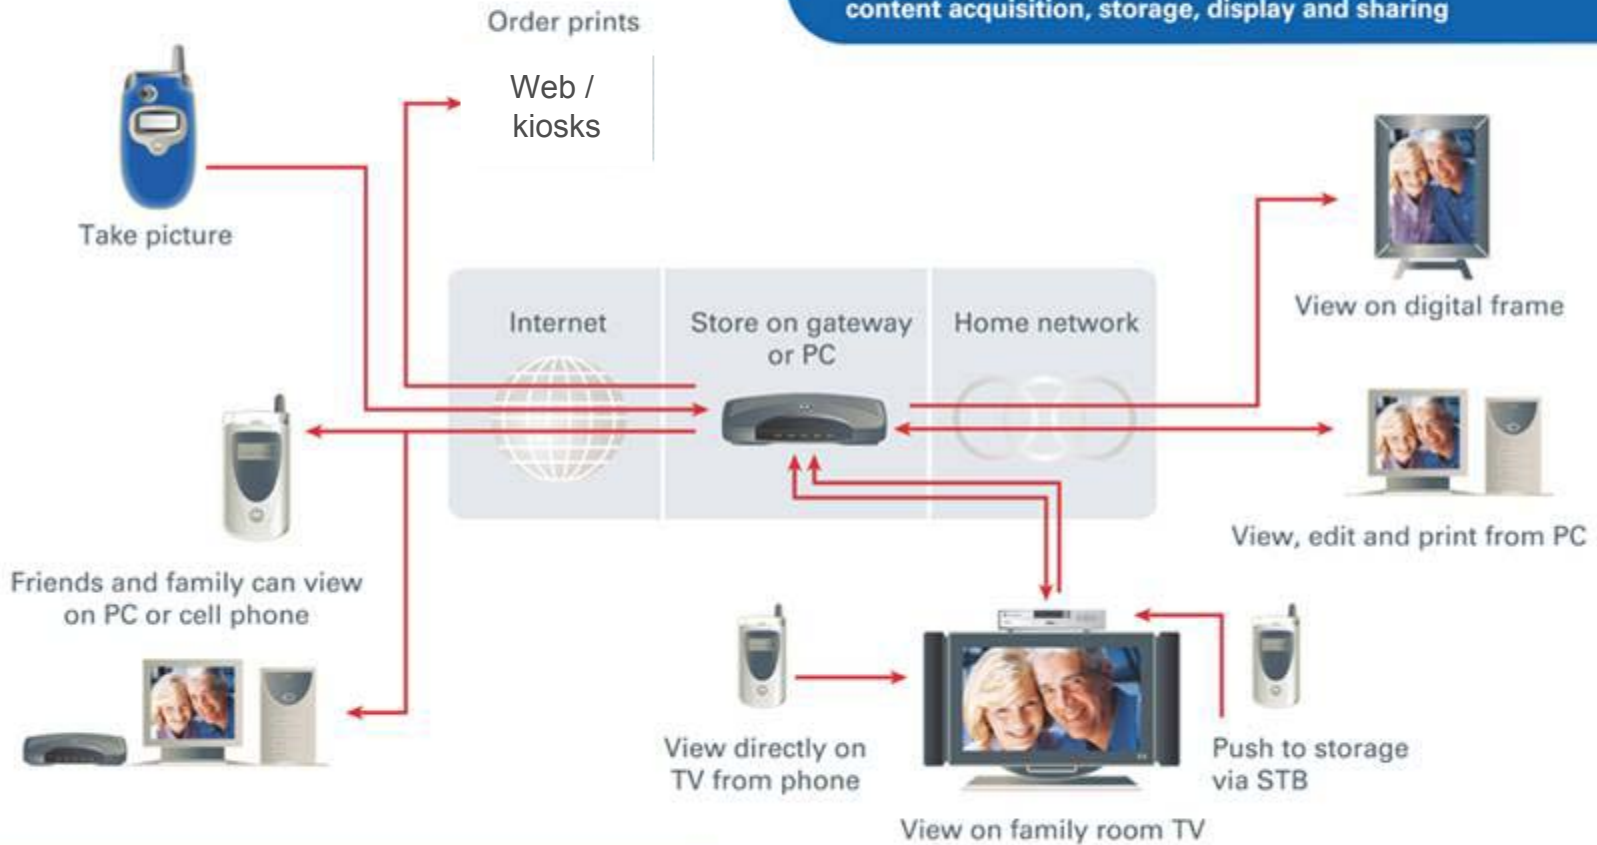 content acquisition, storage, display and sharing
Order prints
Web /
kiosks
Take picture
View on digital frame
Internet
Store on gateway
or PC
Home network
View, edit and print from PC
Friends and family can view
on PC or cell phone
View directly on
TV from phone
Push to storage
via STB
View on family room TV